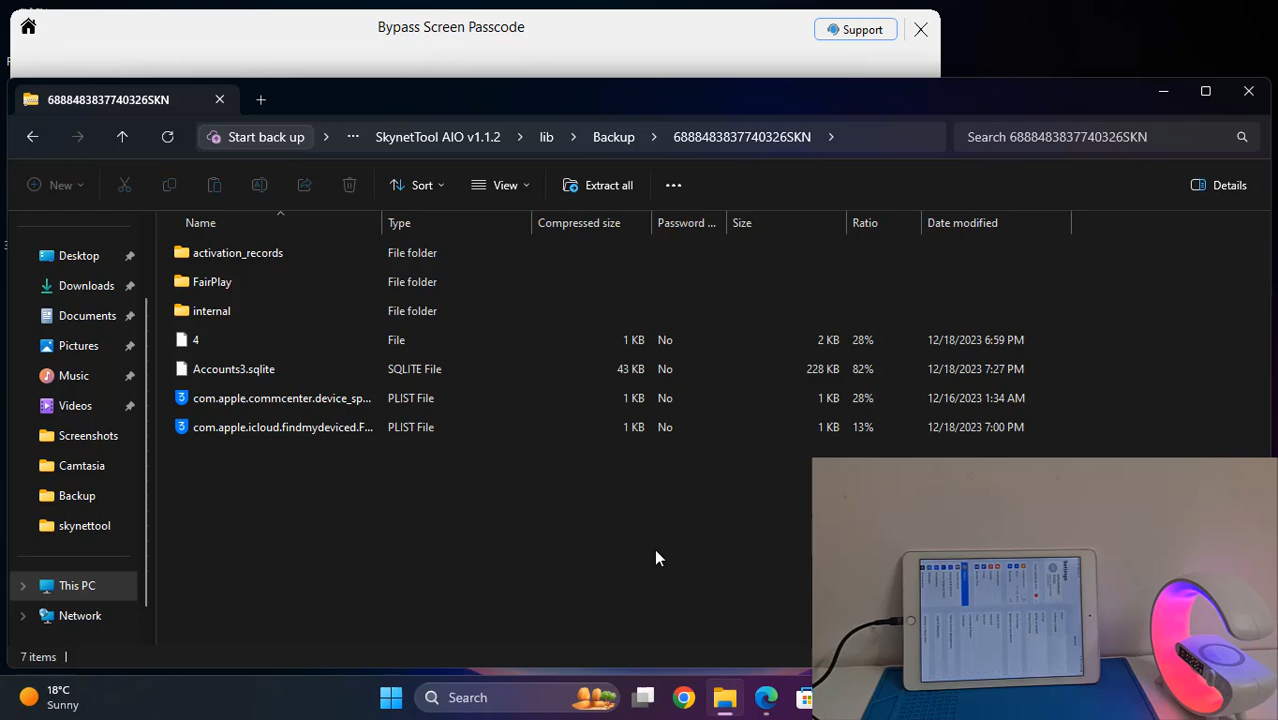 Bypass Screen Passcode
Support
6888483837740326SKN
Start back up
SkynetTool AIO v1.1.2
lib
Backup
6888483837740326SKN
Search 6888483837740326SKN
New
Sort
View
Extract all
Details
Name Type Compressed size Password ... Size Ratio Date modified
activation_records File folder
FairPlay File folder
internal File folder
4 File 1 KB No 2 KB 28% 12/18/2023 6:59 PM
Accounts3.sqlite SQLITE File 43 KB No 228 KB 82% 12/18/2023 7:27 PM
com.apple.commcenter.device_sp... PLIST File 1 KB No 1 KB 28% 12/16/2023 1:34 AM
com.apple.icloud.findmydeviced.F... PLIST File 1 KB No 1 KB 13% 12/18/2023 7:00 PM
Desktop
Downloads
Documents
Pictures
Music
Videos
Screenshots
Camtasia
Backup
skynettool
This PC
Network
7 items
18°C
Sunny
Search
Settings